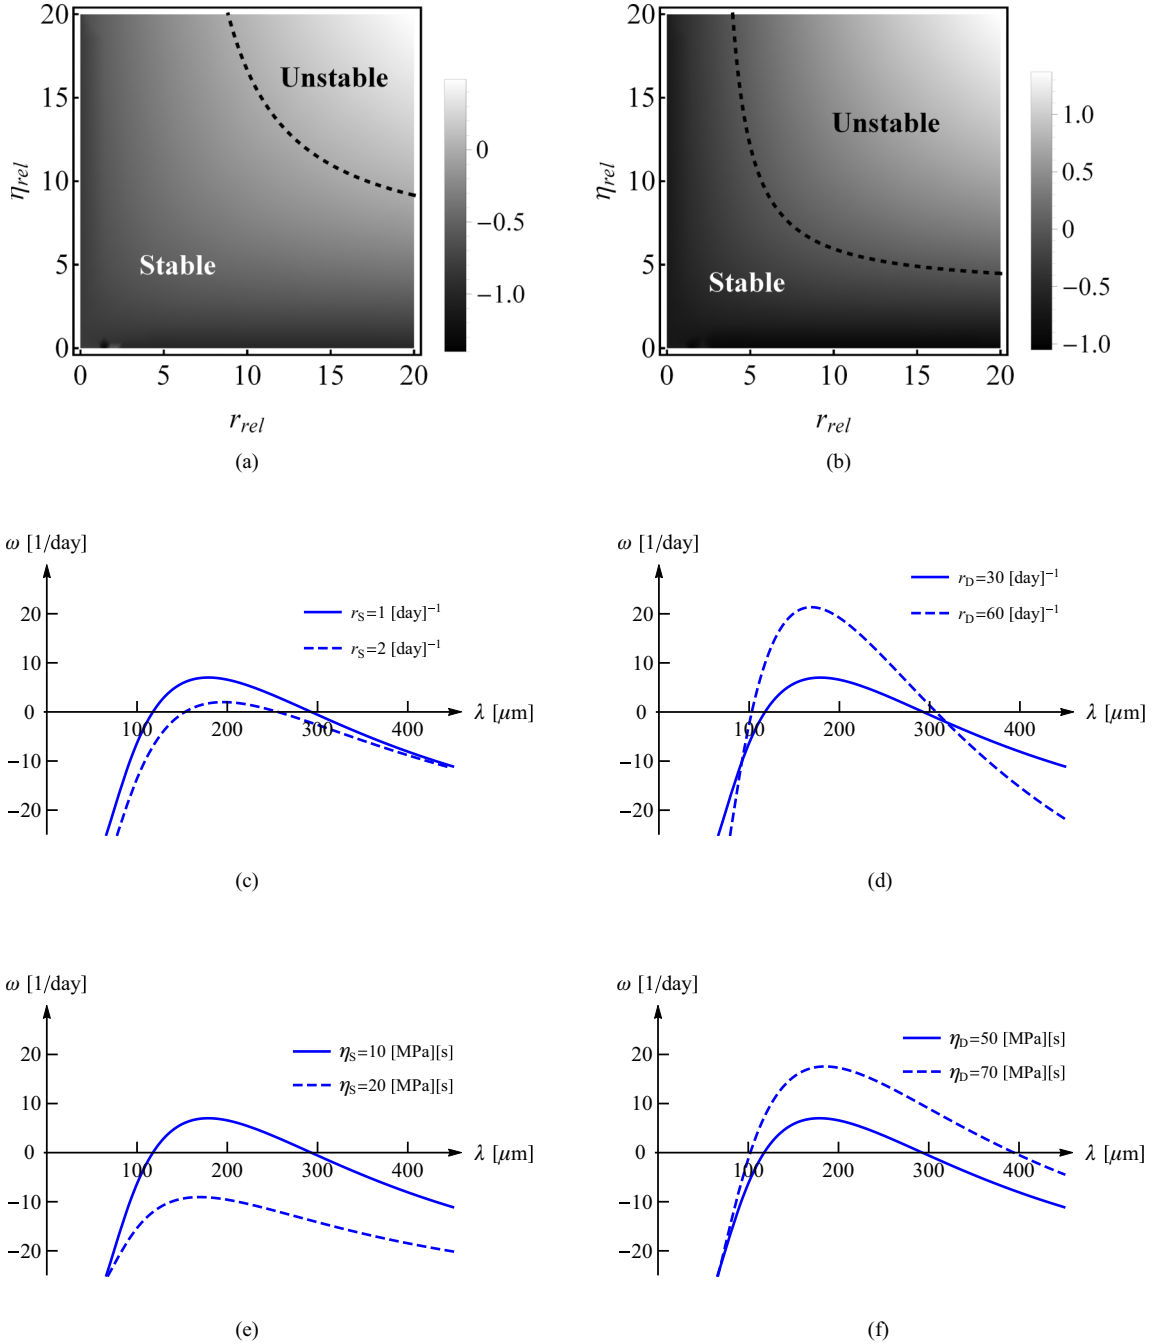 20
15
10
5
0
η_rel
Unstable
Stable
0
−0.5
−1.0
0 5 10 15 20
r_rel
(a)
20
15
10
5
0
η_rel
Unstable
Stable
1.0
0.5
0
−0.5
−1.0
0 5 10 15 20
r_rel
(b)
ω [1/day]
r_S=1 [day]⁻¹
r_S=2 [day]⁻¹
20
10
0
−10
−20
100 200 300 400
λ [μm]
(c)
ω [1/day]
r_D=30 [day]⁻¹
r_D=60 [day]⁻¹
20
10
0
−10
−20
100 200 300 400
λ [μm]
(d)
ω [1/day]
η_S=10 [MPa][s]
η_S=20 [MPa][s]
20
10
0
−10
−20
100 200 300 400
λ [μm]
(e)
ω [1/day]
η_D=50 [MPa][s]
η_D=70 [MPa][s]
20
10
0
−10
−20
100 200 300 400
λ [μm]
(f)